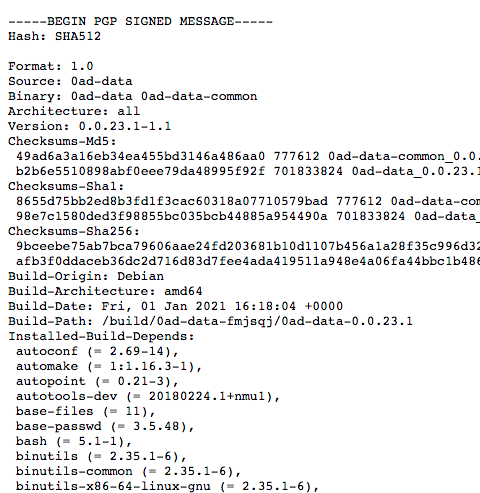 -----BEGIN PGP SIGNED MESSAGE-----
Hash: SHA512

Format: 1.0
Source: 0ad-data
Binary: 0ad-data 0ad-data-common
Architecture: all
Version: 0.0.23.1-1.1
Checksums-Md5:
 49ad6a3a16eb34ea455bd3146a486aa0 777612 0ad-data-common_0.0.
 b2b6e5510898abf0eee79da48995f92f 701833824 0ad-data_0.0.23.1
Checksums-Sha1:
 8655d75bb2ed8b3fd1f3cac60318a07710579bad 777612 0ad-data-com
 98e7c1580ded3f98855bc035bcb44885a954490a 701833824 0ad-data_
Checksums-Sha256:
 9bceebe75ab7bca79606aae24fd203681b10d1107b456a1a28f35c996d32
 afb3f0ddaceb36dc2d716d83d7fee4ada419511a948e4a06fa44bbc1b486
Build-Origin: Debian
Build-Architecture: amd64
Build-Date: Fri, 01 Jan 2021 16:18:04 +0000
Build-Path: /build/0ad-data-fmjsqj/0ad-data-0.0.23.1
Installed-Build-Depends:
 autoconf (= 2.69-14),
 automake (= 1:1.16.3-1),
 autopoint (= 0.21-3),
 autotools-dev (= 20180224.1+nmu1),
 base-files (= 11),
 base-passwd (= 3.5.48),
 bash (= 5.1-1),
 binutils (= 2.35.1-6),
 binutils-common (= 2.35.1-6),
 binutils-x86-64-linux-gnu (= 2.35.1-6),